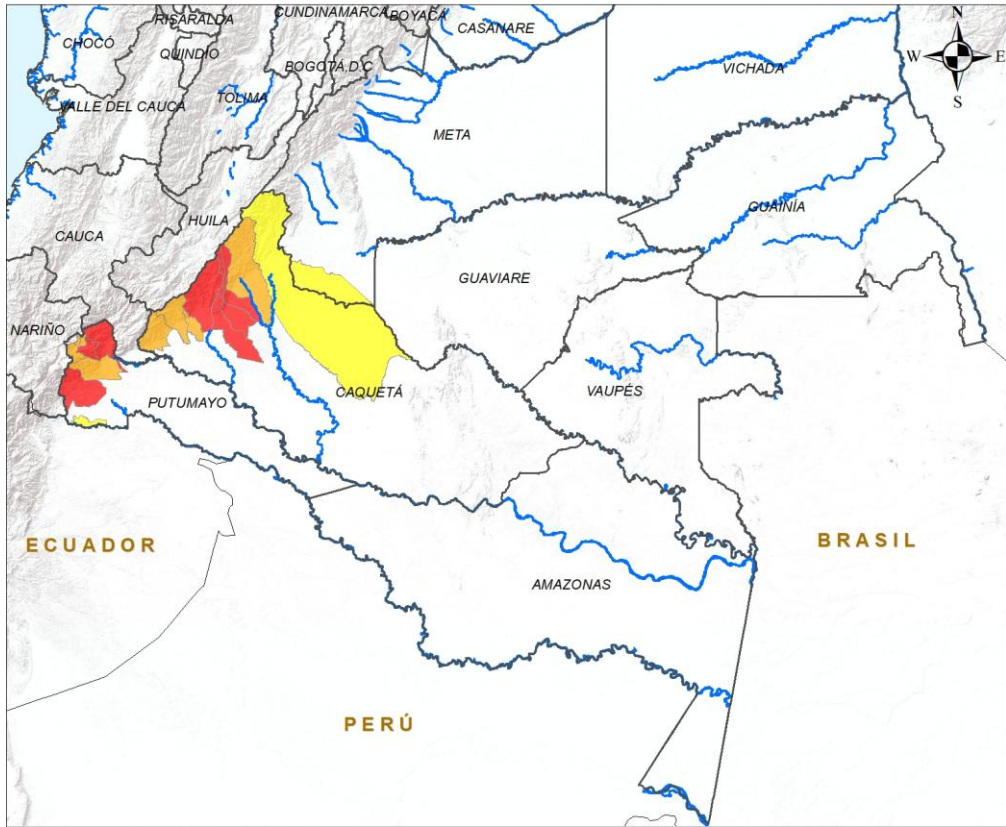 CUNDINAMARCA
BOYACÁ
RISARALDA
CASANARE
N
CHOCÓ
QUINDÍO
BOGOTÁ D.C
W
E
VICHADA
S
VALLE DEL CAUCA
TOLIMA
META
GUAINÍA
HUILA
CAUCA
GUAVIARE
NARIÑO
VAUPÉS
CAQUETÁ
PUTUMAYO
ECUADOR
BRASIL
AMAZONAS
PERÚ